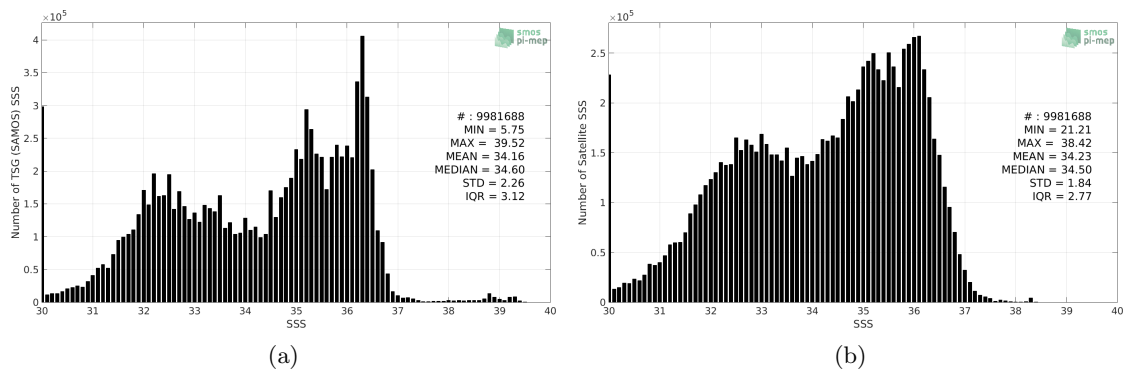 ×10⁵
4
3.5
3
2.5
2
1.5
1
0.5
0
Number of TSG (SAMOS) SSS
smos
pi-mep
# : 9981688
MIN = 5.75
MAX = 39.52
MEAN = 34.16
MEDIAN = 34.60
STD = 2.26
IQR = 3.12
30 31 32 33 34 35 36 37 38 39 40
SSS
(a)
×10⁵
2.5
2
1.5
1
0.5
0
Number of Satellite SSS
smos
pi-mep
# : 9981688
MIN = 21.21
MAX = 38.42
MEAN = 34.23
MEDIAN = 34.50
STD = 1.84
IQR = 2.77
30 31 32 33 34 35 36 37 38 39 40
SSS
(b)